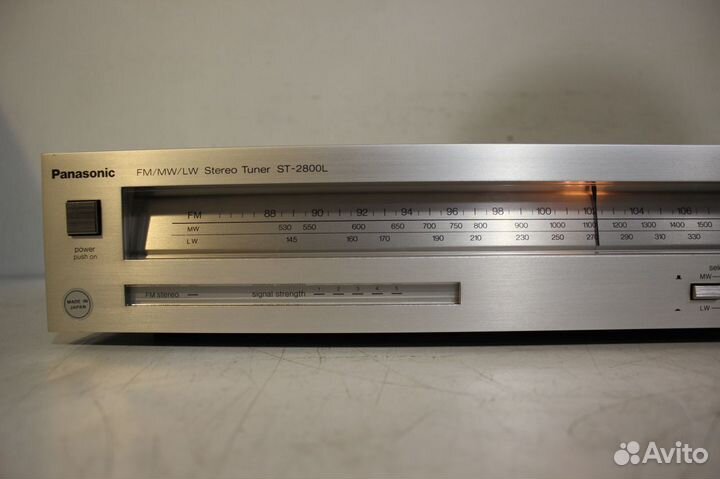 Panasonic FM/MW/LW Stereo Tuner ST-2800L
FM 88 90 92 94 96 98 100 102 104 106
MW 530 550 600 650 700 750 800 900 1000 1100 1200 1300 1400 1500
LW 145 160 170 190 210 230 250 270 290 310 330
power
push on
MW
LW
MADE IN
JAPAN
FM stereo signal strength 1 2 3 4 5
Avito